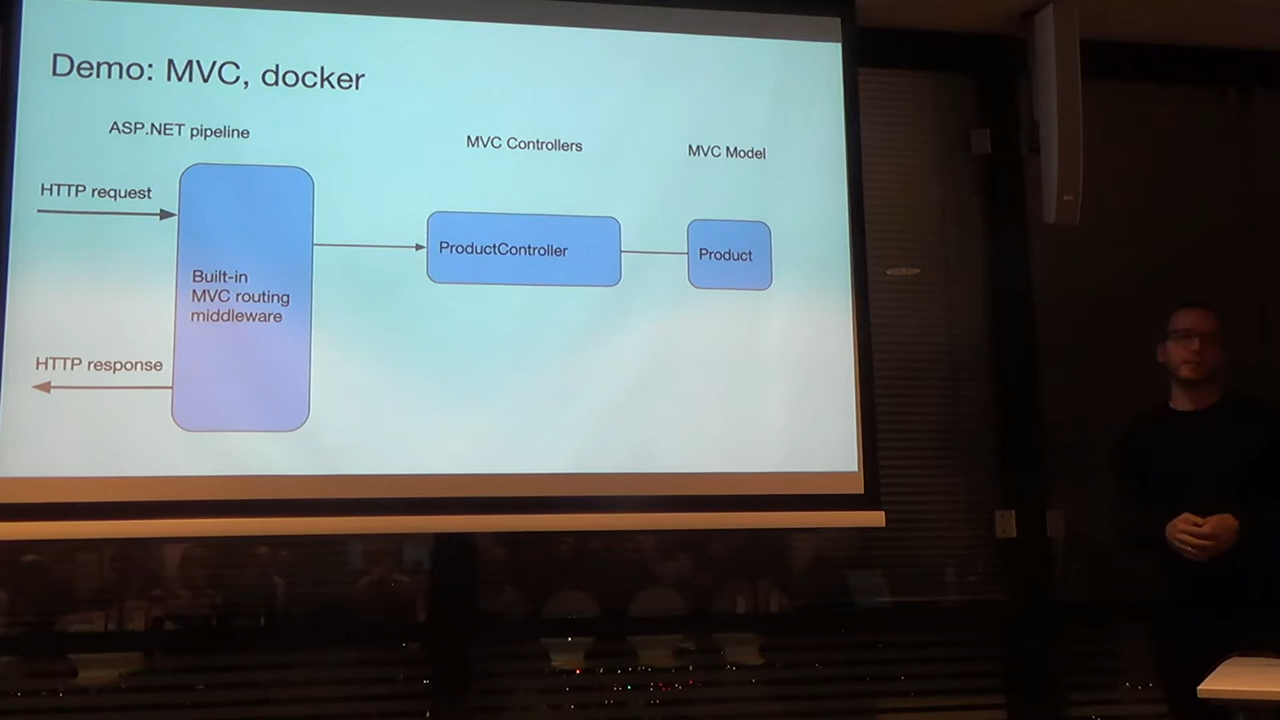 Demo: MVC, docker
ASP.NET pipeline
MVC Controllers
MVC Model
HTTP request
ProductController
Product
Built-in
MVC routing
middleware
HTTP response